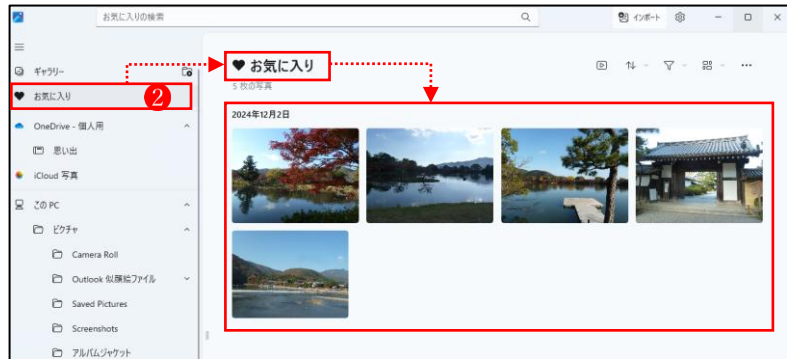 お気に入りの検索
インポート
ギャラリー
お気に入り
2
OneDrive - 個人用
思い出
iCloud 写真
この PC
ピクチャ
Camera Roll
Outlook 似顔絵ファイル
Saved Pictures
Screenshots
アルバムジャケット
お気に入り
5 枚の写真
2024年12月2日